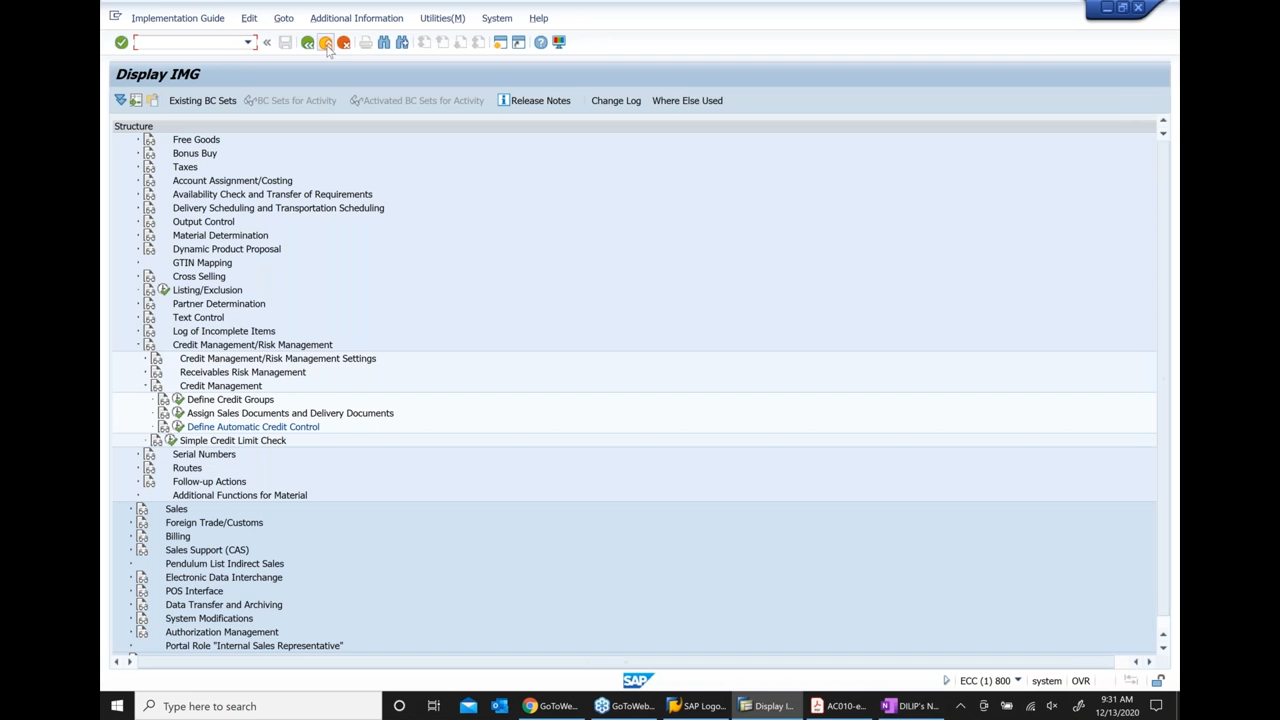 Implementation Guide Edit Goto Additional Information Utilities(M) System Help
Display IMG
Existing BC Sets BC Sets for Activity Activated BC Sets for Activity Release Notes Change Log Where Else Used
Structure
Free Goods
Bonus Buy
Taxes
Account Assignment/Costing
Availability Check and Transfer of Requirements
Delivery Scheduling and Transportation Scheduling
Output Control
Material Determination
Dynamic Product Proposal
GTIN Mapping
Cross Selling
Listing/Exclusion
Partner Determination
Text Control
Log of Incomplete Items
Credit Management/Risk Management
Credit Management/Risk Management Settings
Receivables Risk Management
Credit Management
Define Credit Groups
Assign Sales Documents and Delivery Documents
Define Automatic Credit Control
Simple Credit Limit Check
Serial Numbers
Routes
Follow-up Actions
Additional Functions for Material
Sales
Foreign Trade/Customs
Billing
Sales Support (CAS)
Pendulum List Indirect Sales
Electronic Data Interchange
POS Interface
Data Transfer and Archiving
System Modifications
Authorization Management
Portal Role "Internal Sales Representative"
SAP
ECC (1) 800 system OVR
Type here to search
GoToWe... GoToWeb... SAP Logo... Display I... AC010-e... DILIP's N...
9:31 AM
12/13/2020